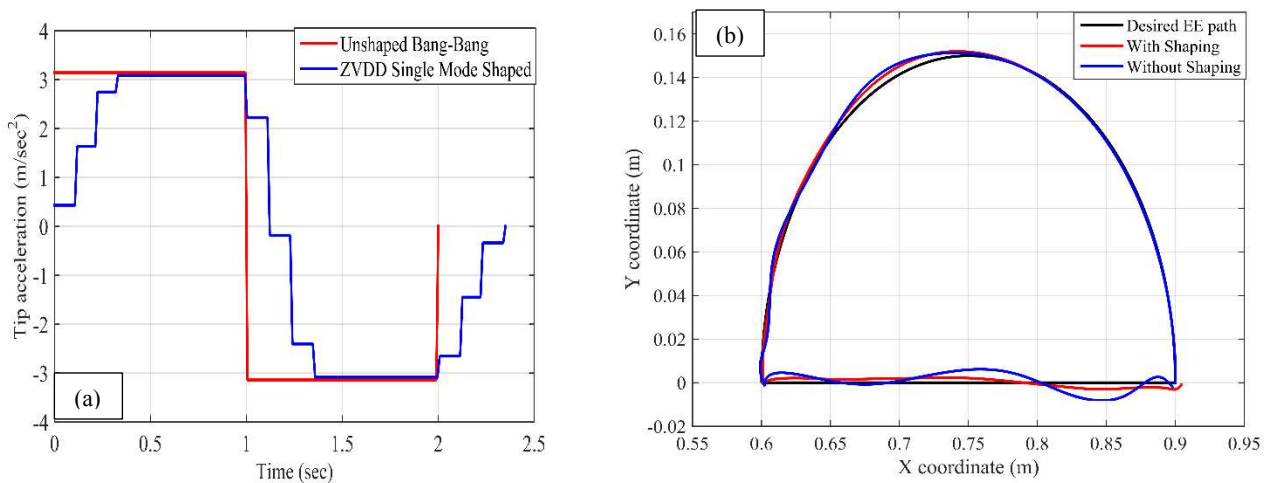 4
3
2
1
0
-1
-2
-3
-4
0 0.5 1 1.5 2 2.5
Tip acceleration (m/sec²)
Time (sec)
Unshaped Bang-Bang
ZVDD Single Mode Shaped
(a)
(b)
Desired EE path
With Shaping
Without Shaping
0.16
0.14
0.12
0.1
0.08
0.06
0.04
0.02
0
-0.02
0.55 0.6 0.65 0.7 0.75 0.8 0.85 0.9 0.95
Y coordinate (m)
X coordinate (m)